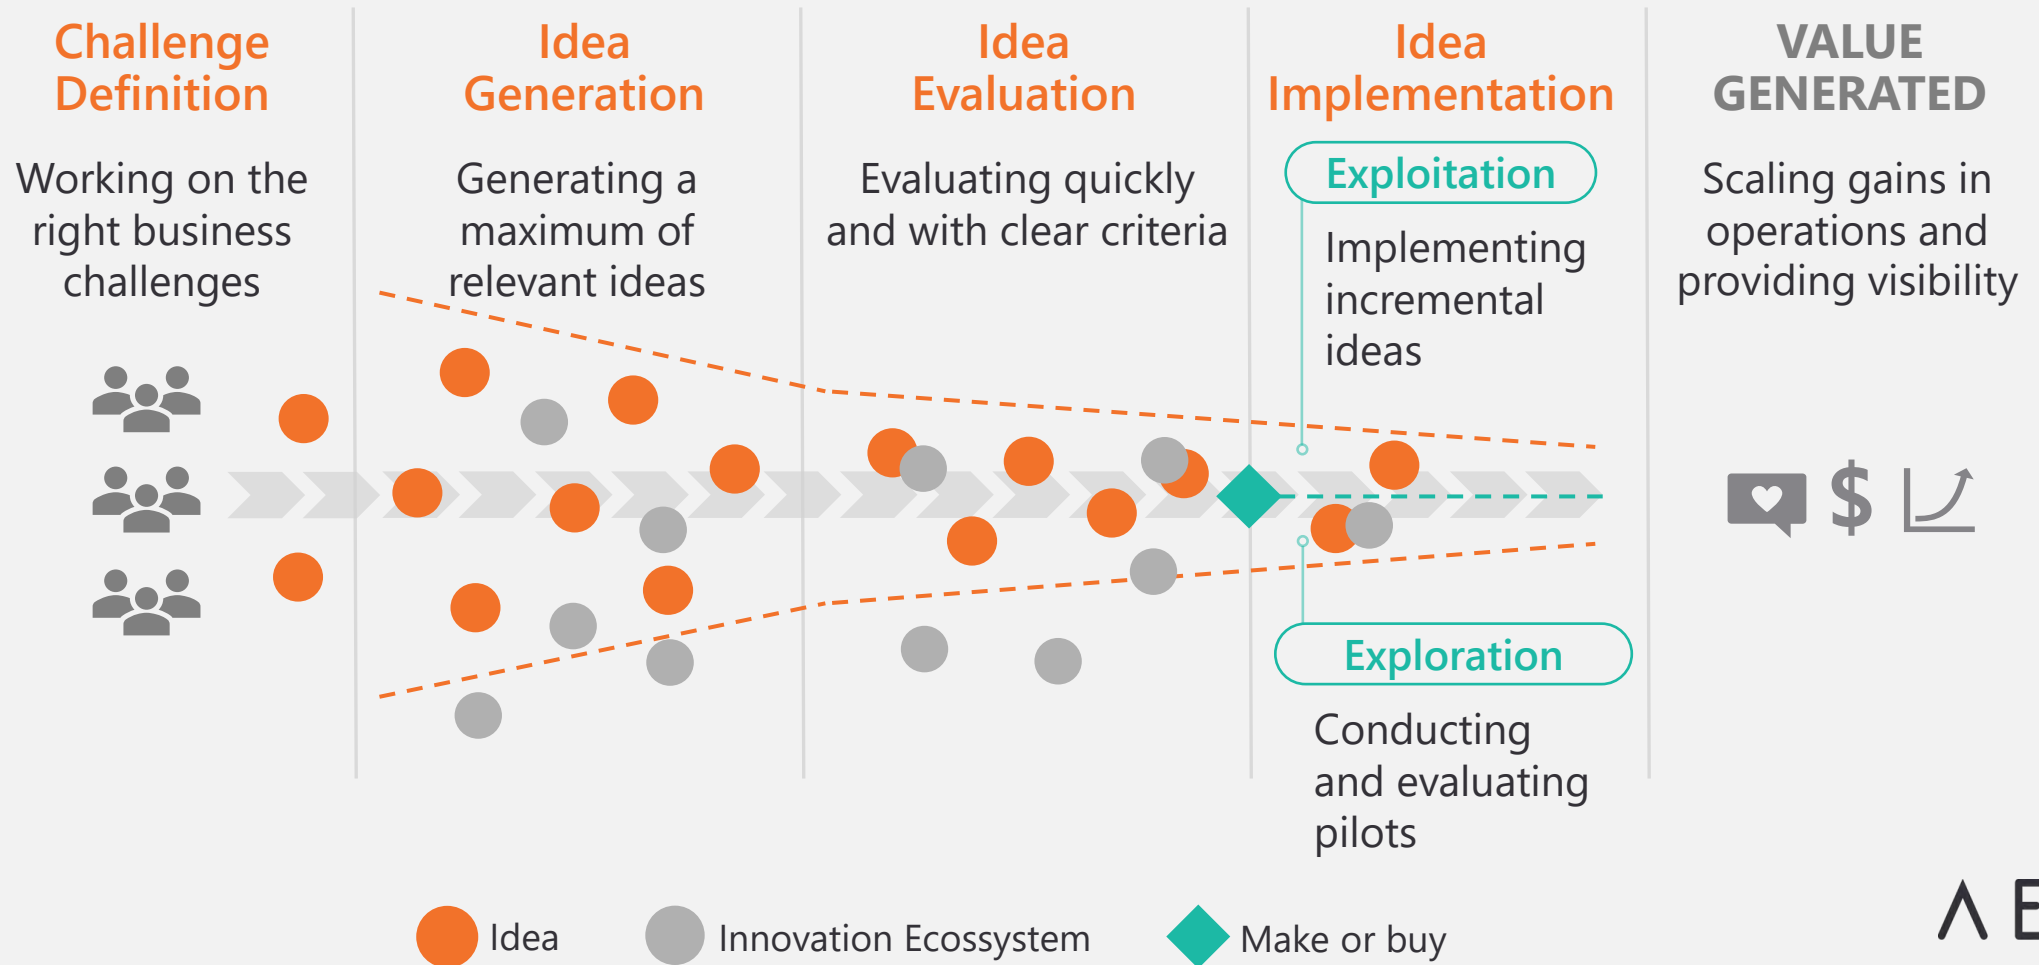 Challenge
Definition
Working on the
right business
challenges
Idea
Generation
Generating a
maximum of
relevant ideas
Idea
Evaluation
Evaluating quickly
and with clear criteria
Idea
Implementation
Exploitation
Implementing
incremental
ideas
Exploration
Conducting
and evaluating
pilots
VALUE
GENERATED
Scaling gains in
operations and
providing visibility
$
Idea
Innovation Ecossystem
Make or buy